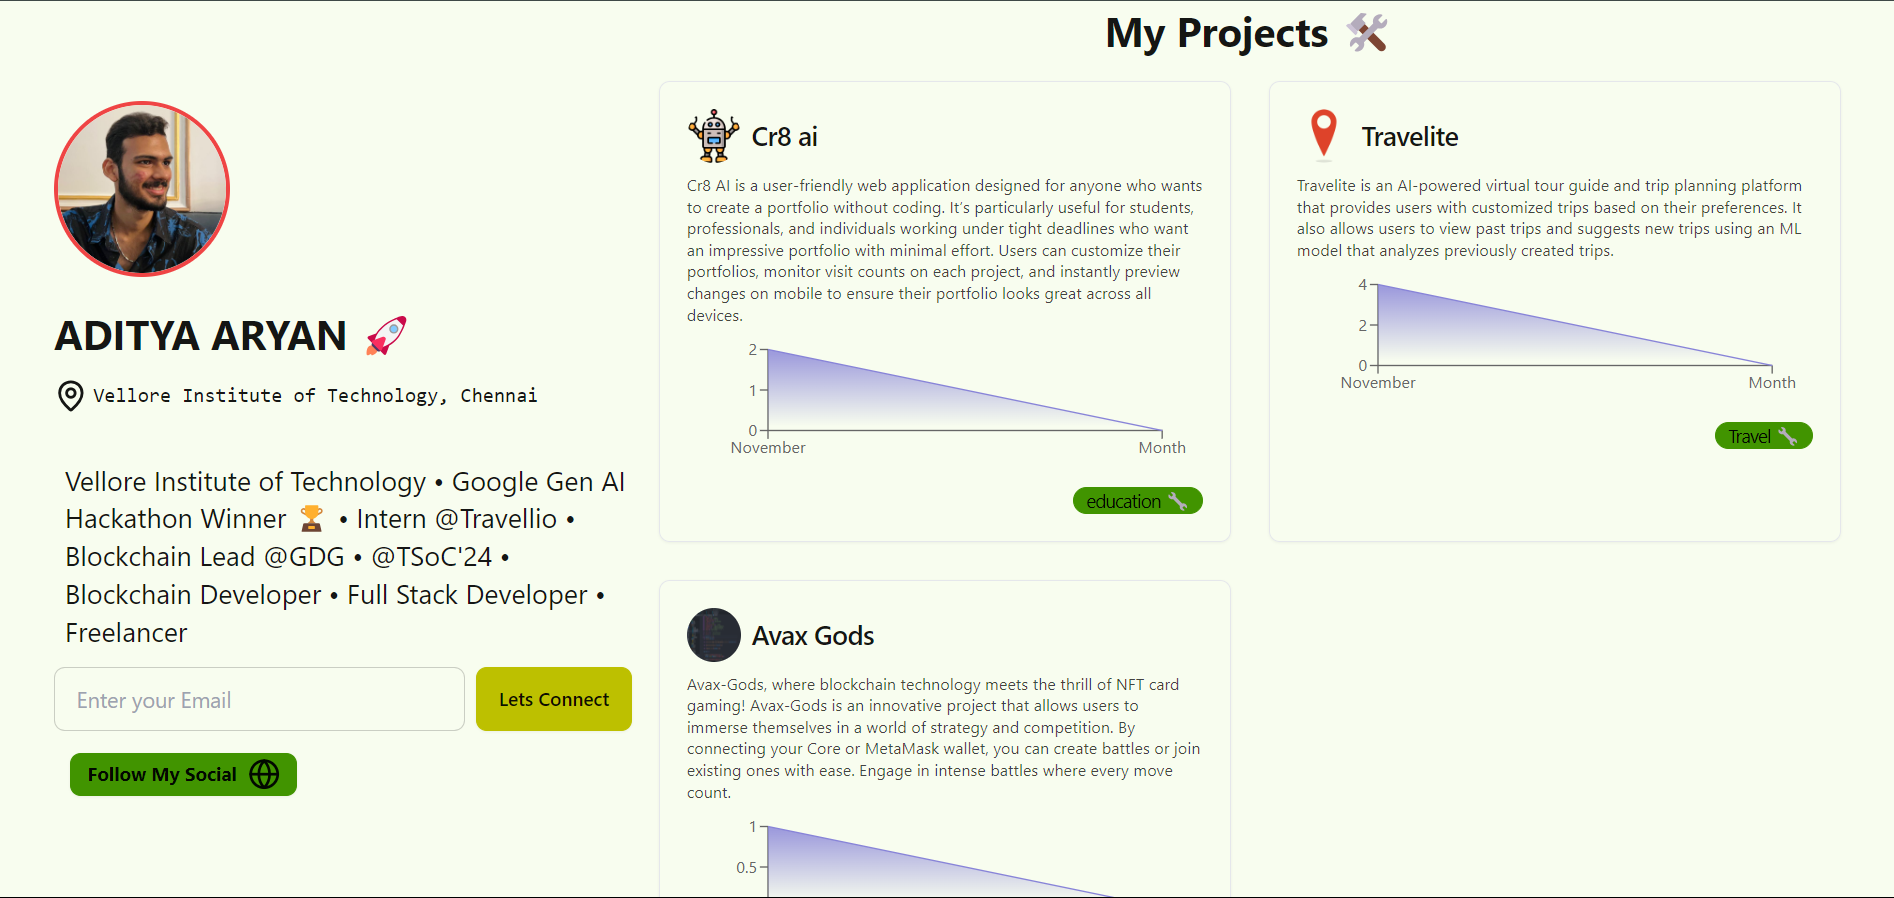 My Projects
ADITYA ARYAN
Vellore Institute of Technology, Chennai
Vellore Institute of Technology • Google Gen AI
Hackathon Winner 🏆 • Intern @Travellio •
Blockchain Lead @GDG • @TSoC'24 •
Blockchain Developer • Full Stack Developer •
Freelancer
Enter your Email
Lets Connect
Follow My Social
Cr8 ai
Cr8 AI is a user-friendly web application designed for anyone who wants
to create a portfolio without coding. It’s particularly useful for students,
professionals, and individuals working under tight deadlines who want
an impressive portfolio with minimal effort. Users can customize their
portfolios, monitor visit counts on each project, and instantly preview
changes on mobile to ensure their portfolio looks great across all
devices.
2
1
0
November
Month
education
Travelite
Travelite is an AI-powered virtual tour guide and trip planning platform
that provides users with customized trips based on their preferences. It
also allows users to view past trips and suggests new trips using an ML
model that analyzes previously created trips.
4
2
0
November
Month
Travel
Avax Gods
Avax-Gods, where blockchain technology meets the thrill of NFT card
gaming! Avax-Gods is an innovative project that allows users to
immerse themselves in a world of strategy and competition. By
connecting your Core or MetaMask wallet, you can create battles or join
existing ones with ease. Engage in intense battles where every move
count.
1
0.5